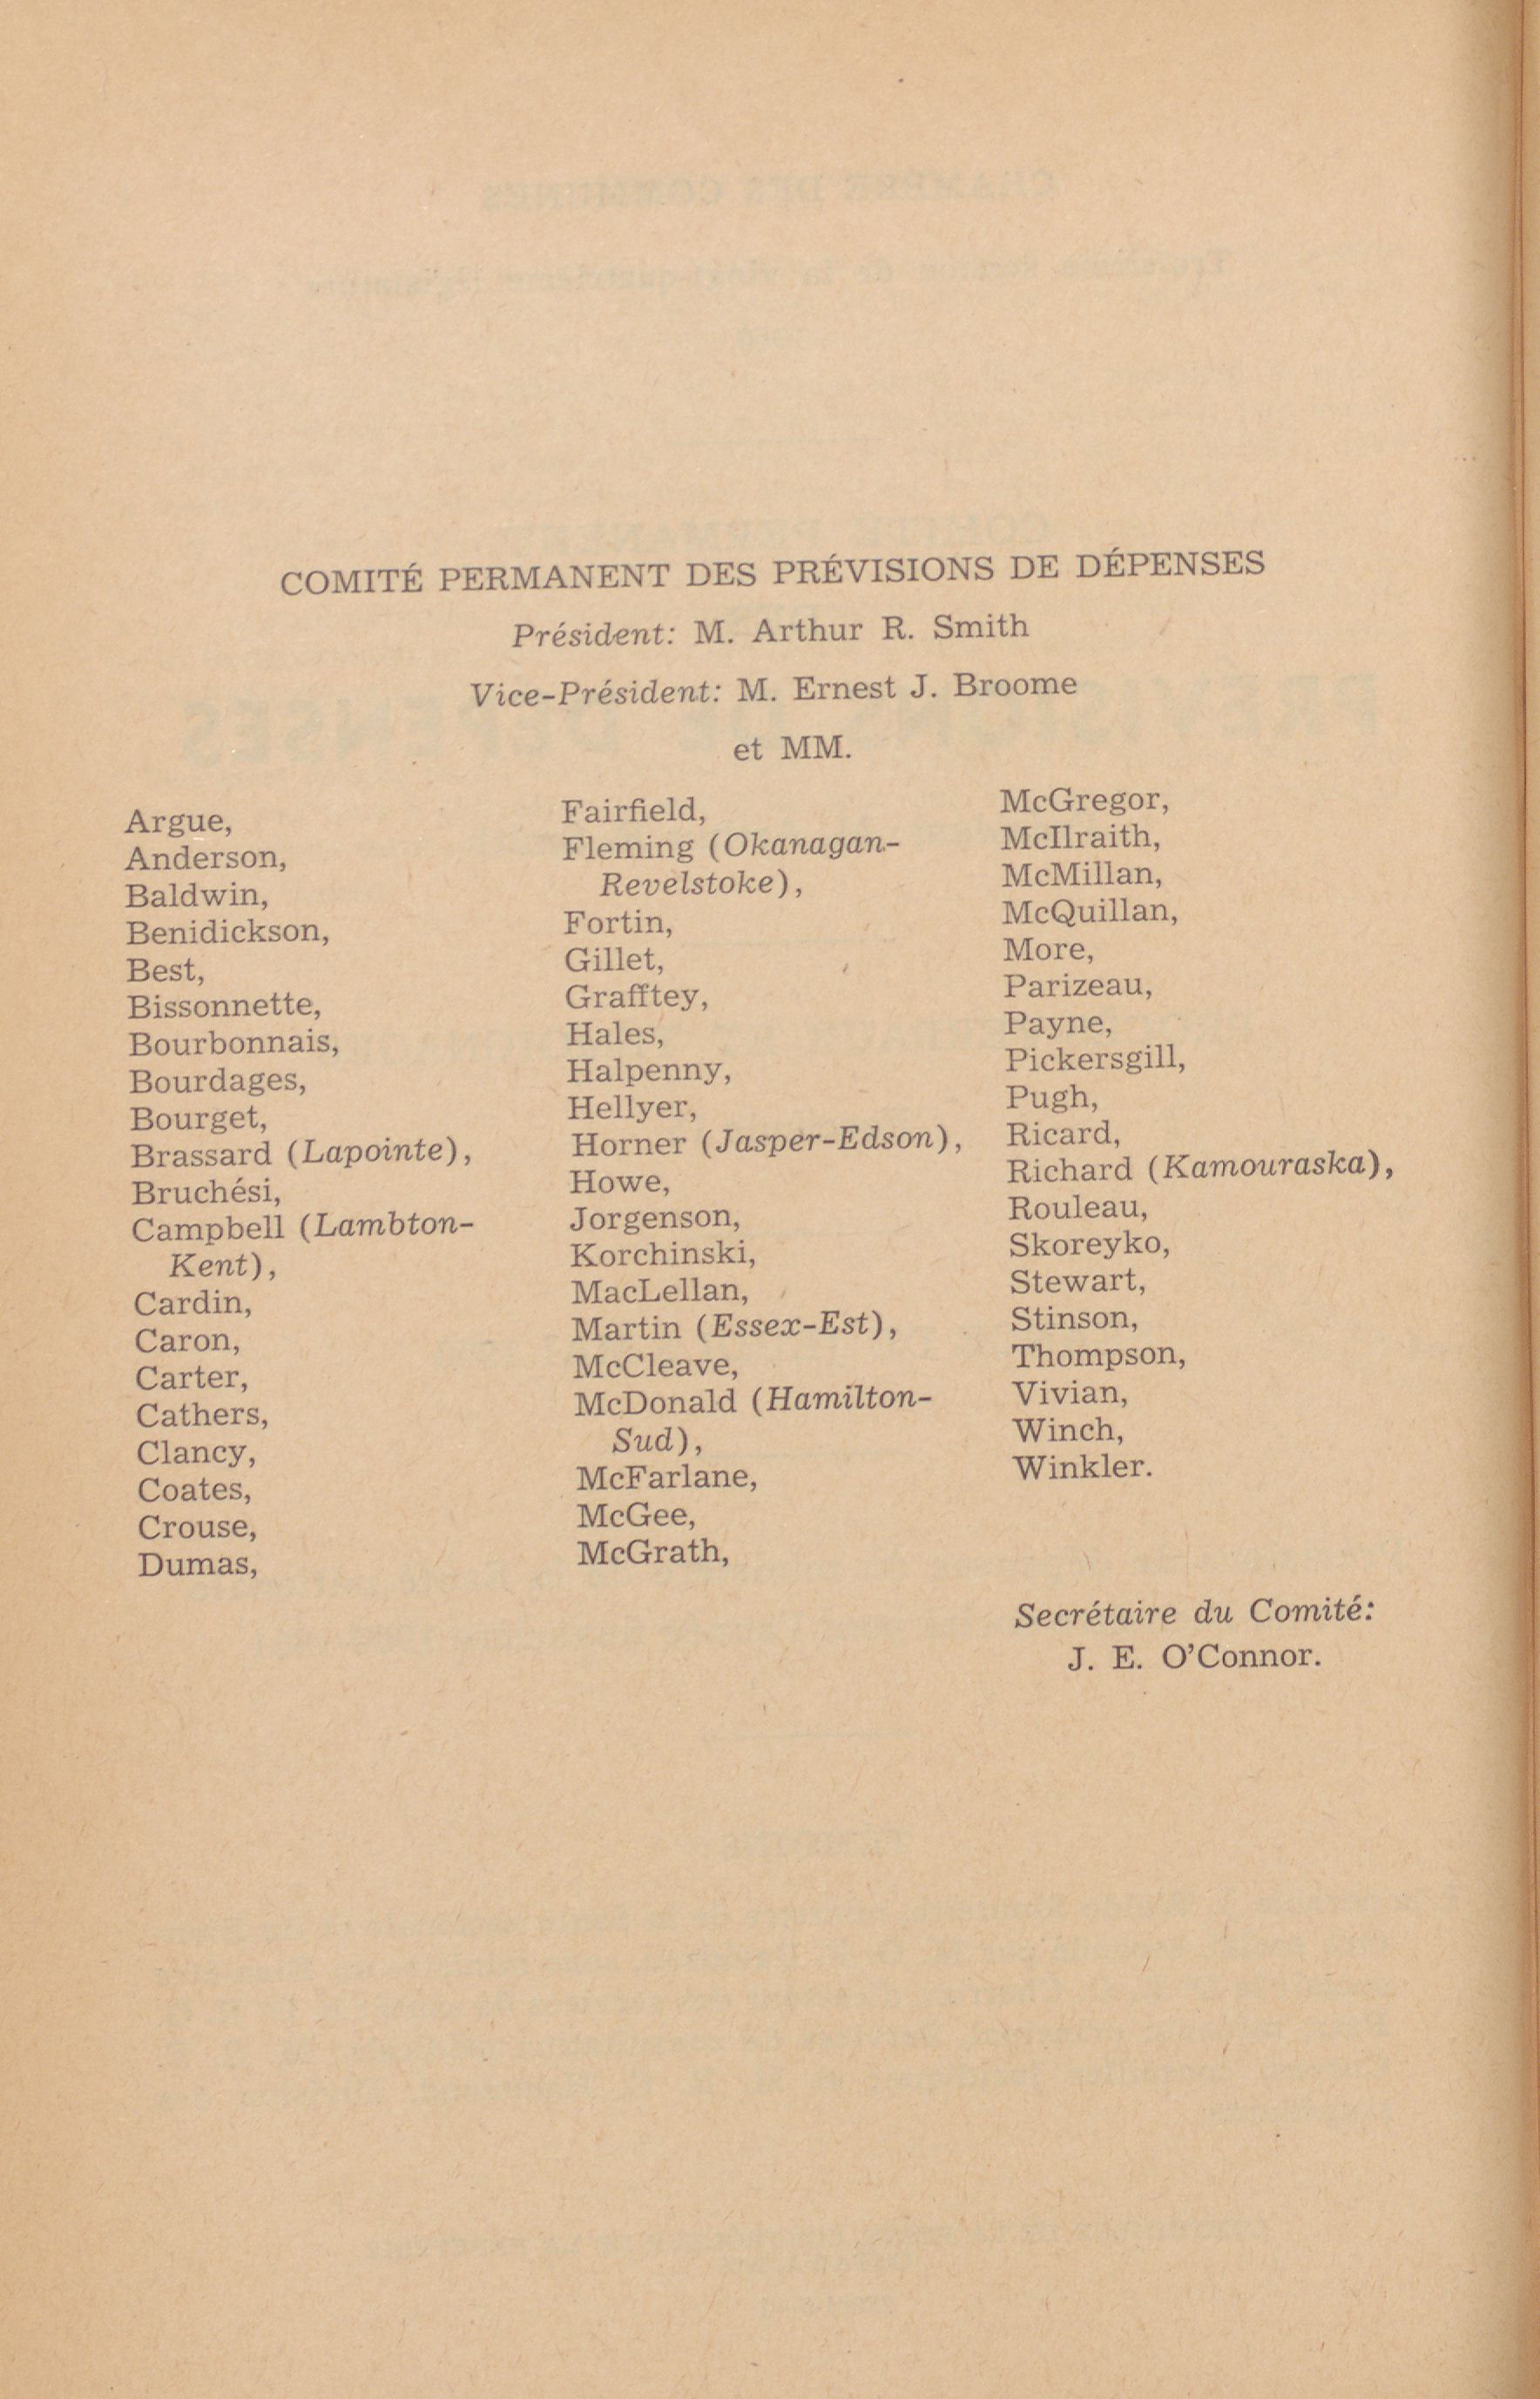 COMITÉ PERMANENT DES PRÉVISIONS DE DÉPENSES
Président: M. Arthur R. Smith
Vice-Président: M. Ernest J. Broome
et MM.
Argue,
Anderson,
Baldwin,
Benidickson,
Best,
Bissonnette,
Bourbonnais,
Bourdages,
Bourget,
Brassard (Lapointe),
Bruchési,
Campbell (Lambton-
Kent),
Cardin,
Caron,
Carter,
Cathers,
Clancy,
Coates,
Crouse,
Dumas,
Fairfield,
Fleming (Okanagan-
Revelstoke),
Fortin,
Gillet,
Grafftey,
Hales,
Halpenny,
Hellyer,
Horner (Jasper-Edson),
Howe,
Jorgenson,
Korchinski,
MacLellan,
Martin (Essex-Est),
McCleave,
McDonald (Hamilton-
Sud),
McFarlane,
McGee,
McGrath,
McGregor,
McIlraith,
McMillan,
McQuillan,
More,
Parizeau,
Payne,
Pickersgill,
Pugh,
Ricard,
Richard (Kamouraska),
Rouleau,
Skoreyko,
Stewart,
Stinson,
Thompson,
Vivian,
Winch,
Winkler.
Secrétaire du Comité:
J. E. O'Connor.